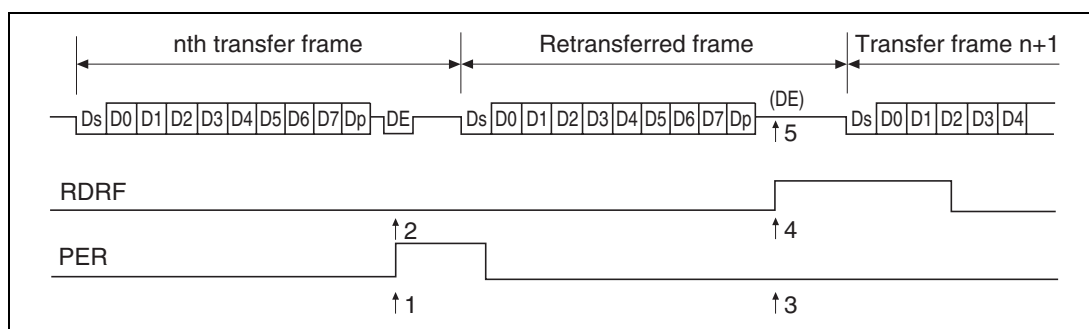 nth transfer frame Retransferred frame Transfer frame n+1
(DE)
Ds D0 D1 D2 D3 D4 D5 D6 D7 Dp DE Ds D0 D1 D2 D3 D4 D5 D6 D7 Dp Ds D0 D1 D2 D3 D4
5
RDRF
2 4
PER
1 3